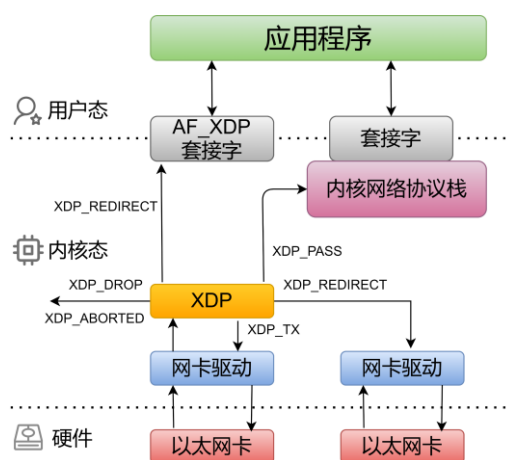 应用程序
用户态
AF_XDP
套接字
套接字
内核网络协议栈
XDP_REDIRECT
内核态
XDP_PASS
XDP_DROP
XDP
XDP_REDIRECT
XDP_ABORTED
XDP_TX
网卡驱动
网卡驱动
硬件
以太网卡
以太网卡